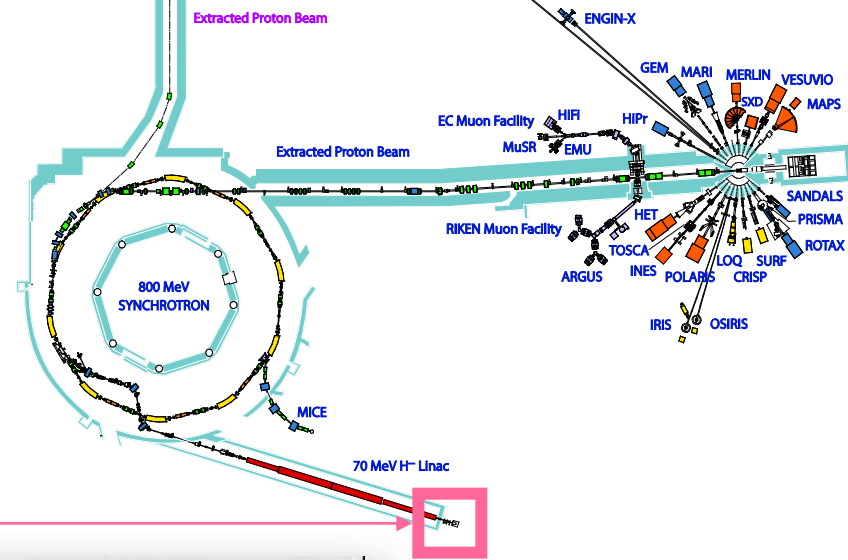 Extracted Proton Beam
ENGIN-X
GEM
MARI
MERLIN
VESUVIO
SXD
MAPS
HIFI
EC Muon Facility
HIPr
MuSR
EMU
Extracted Proton Beam
SANDALS
HET
PRISMA
RIKEN Muon Facility
TOSCA
ROTAX
INES
LOQ
SURF
ARGUS
POLARIS
CRISP
800 MeV
SYNCHROTRON
IRIS
OSIRIS
MICE
70 MeV H⁻ Linac